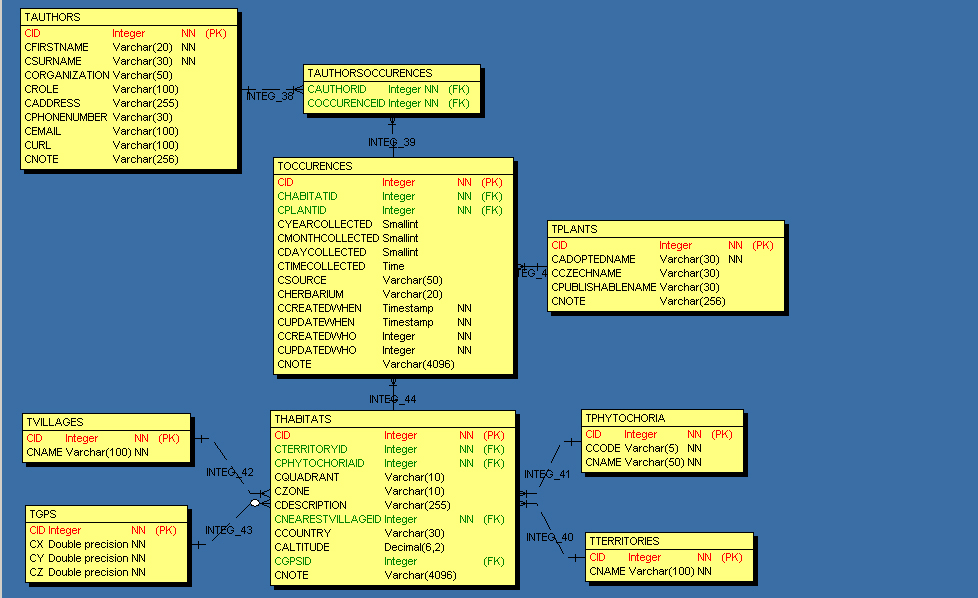 TAUTHORS
CID Integer NN (PK)
CFIRSTNAME Varchar(20) NN
CSURNAME Varchar(30) NN
CORGANIZATION Varchar(50)
CROLE Varchar(100)
CADDRESS Varchar(255)
CPHONENUMBER Varchar(30)
CEMAIL Varchar(100)
CURL Varchar(100)
CNOTE Varchar(256)
INTEG_38
TAUTHORSOCCURENCES
CAUTHORID Integer NN (FK)
COCCURENCEID Integer NN (FK)
INTEG_39
TOCCURENCES
CID Integer NN (PK)
CHABITATID Integer NN (FK)
CPLANTID Integer NN (FK)
CYEARCOLLECTED Smallint
CMONTHCOLLECTED Smallint
CDAYCOLLECTED Smallint
CTIMECOLLECTED Time
CSOURCE Varchar(50)
CHERBARIUM Varchar(20)
CCREATEDWHEN Timestamp NN
CUPDATEWHEN Timestamp NN
CCREATEDWHO Integer NN
CUPDATEDWHO Integer NN
CNOTE Varchar(4096)
TPLANTS
CID Integer NN (PK)
CADOPTEDNAME Varchar(30) NN
CCZECHNAME Varchar(30)
CPUBLISHABLENAME Varchar(30)
CNOTE Varchar(256)
INTEG_44
TVILLAGES
CID Integer NN (PK)
CNAME Varchar(100) NN
INTEG_42
TGPS
CID Integer NN (PK)
CX Double precision NN
CY Double precision NN
CZ Double precision NN
INTEG_43
THABITATS
CID Integer NN (PK)
CTERRITORYID Integer NN (FK)
CPHYTOCHORIAID Integer NN (FK)
CQUADRANT Varchar(10)
CZONE Varchar(10)
CDESCRIPTION Varchar(255)
CNEARESTVILLAGEID Integer NN (FK)
CCOUNTRY Varchar(30)
CALTITUDE Decimal(6,2)
CGPSID Integer (FK)
CNOTE Varchar(4096)
TPHYTOCHORIA
CID Integer NN (PK)
CCODE Varchar(5) NN
CNAME Varchar(50) NN
INTEG_41
INTEG_40
TTERRITORIES
CID Integer NN (PK)
CNAME Varchar(100) NN